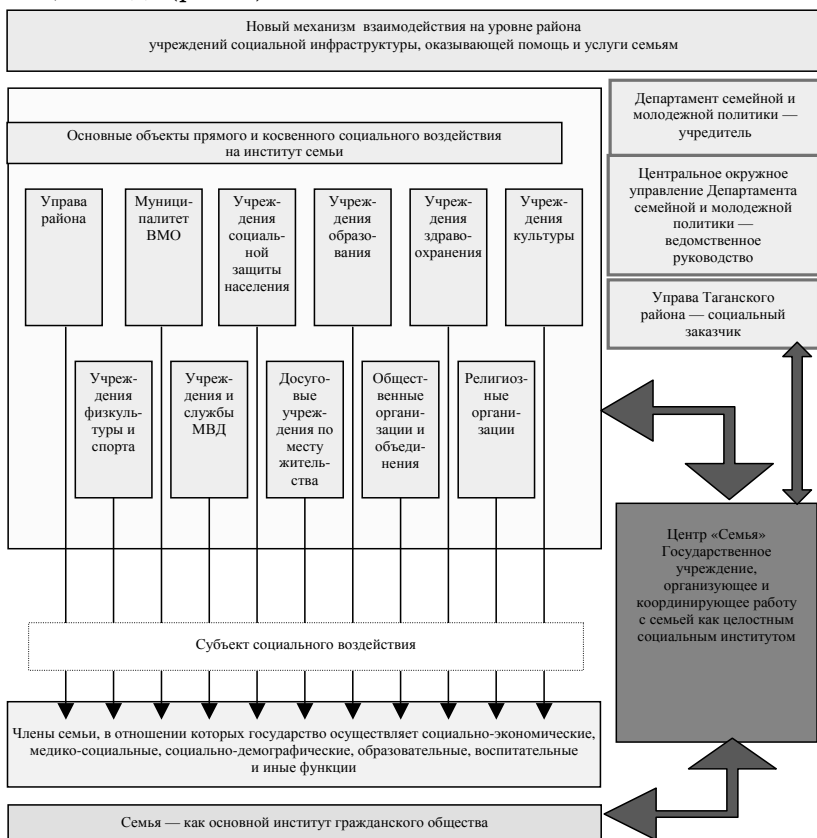 Новый механизм взаимодействия на уровне района
учреждений социальной инфраструктуры, оказывающей помощь и услуги семьям
Основные объекты прямого и косвенного социального воздействия
на институт семьи
Управа
района
Муници-
палитет
ВМО
Учреж-
дения
социаль-
ной
защиты
населения
Учреж-
дения
образо-
вания
Учреж-
дения
здраво-
охранения
Учреж-
дения
культуры
Учреж-
дения
физкуль-
туры и
спорта
Учреж-
дения и
службы
МВД
Досуго-
вые
учреж-
дения по
месту
житель-
ства
Общест-
венные
органи-
зации и
объеди-
нения
Религиоз-
ные
органи-
зации
Департамент семейной и
молодежной политики —
учредитель
Центральное окружное
управление Департамента
семейной и молодежной
политики —
ведомственное
руководство
Управа Таганского
района — социальный
заказчик
Центр «Семья»
Государственное
учреждение,
организующее и
координирующее работу
с семьей как целостным
социальным институтом
Субъект социального воздействия
Члены семьи, в отношении которых государство осуществляет социально-экономические,
медико-социальные, социально-демографические, образовательные, воспитательные
и иные функции
Семья — как основной институт гражданского общества